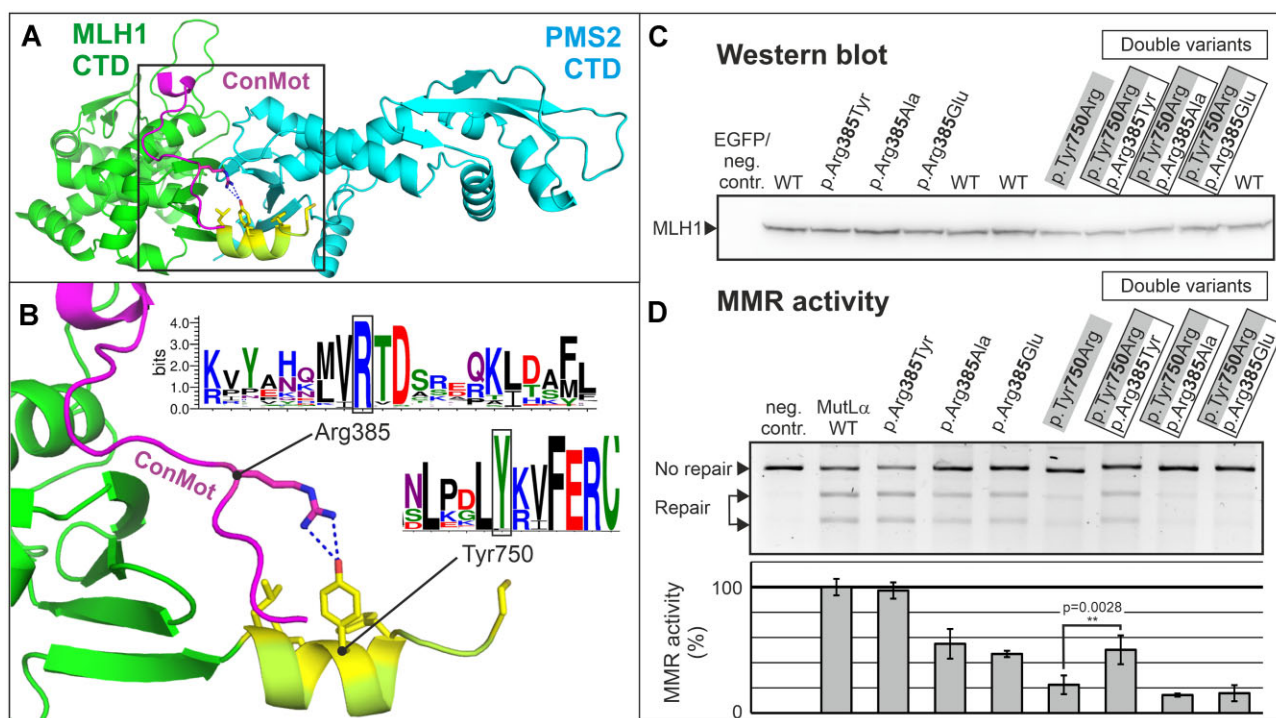 A
MLH1
CTD
ConMot
PMS2
CTD
B
4.0
3.0
2.0
1.0
0.0
bits
Arg385
ConMot
Tyr750
C
Western blot
Double variants
EGFP/
neg.
contr.
WT
p.Arg385Tyr
p.Arg385Ala
p.Arg385Glu
WT
WT
p.Tyr750Arg
p.Tyr750Arg
p.Arg385Tyr
p.Tyr750Arg
p.Arg385Ala
p.Tyr750Arg
p.Arg385Glu
WT
MLH1
D
MMR activity
Double variants
neg.
contr.
MutLα
WT
p.Arg385Tyr
p.Arg385Ala
p.Arg385Glu
p.Tyr750Arg
p.Tyr750Arg
p.Arg385Tyr
p.Tyr750Arg
p.Arg385Ala
p.Tyr750Arg
p.Arg385Glu
No repair
Repair
MMR activity
(%)
100
0
p=0.0028
**